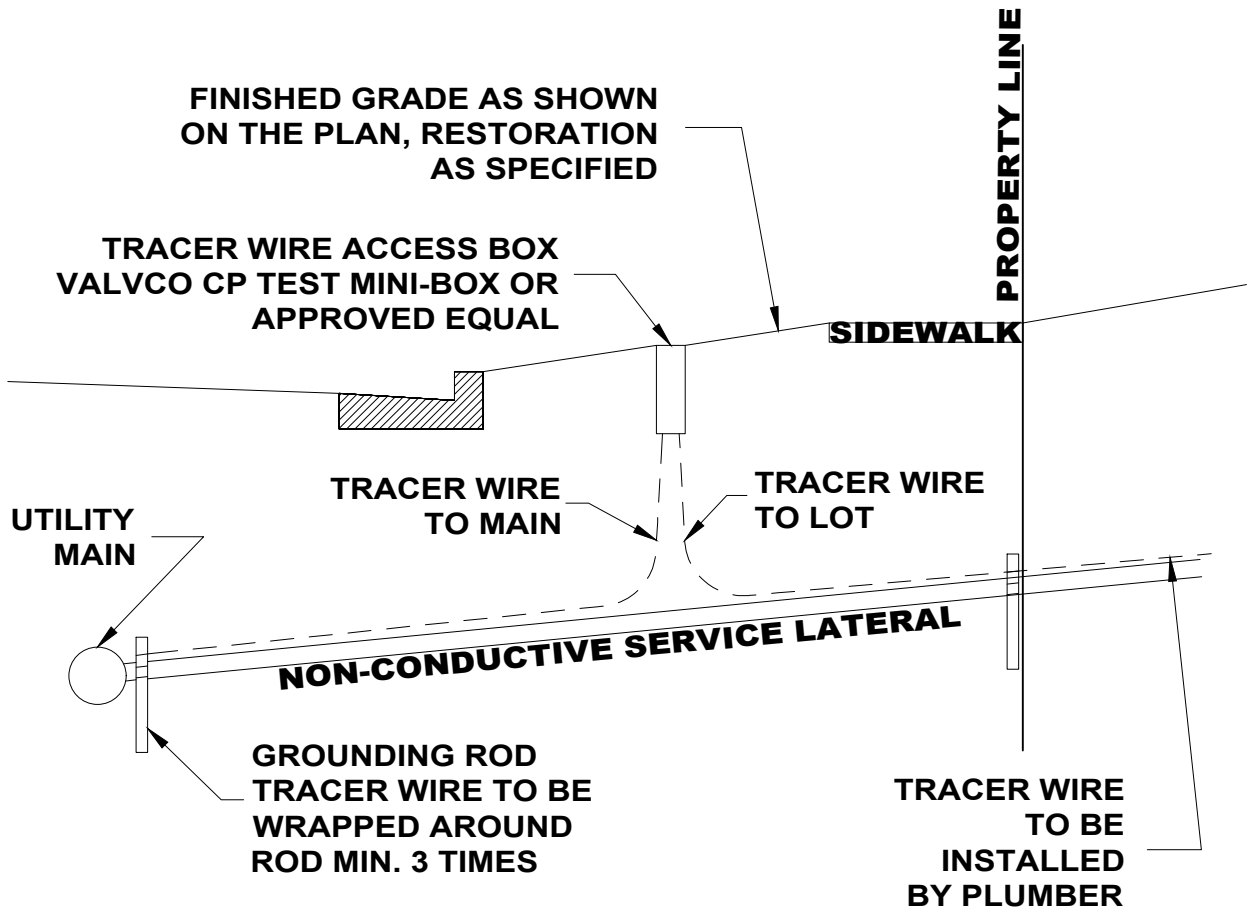 PROPERTY LINE
FINISHED GRADE AS SHOWN
ON THE PLAN, RESTORATION
AS SPECIFIED
TRACER WIRE ACCESS BOX
VALVCO CP TEST MINI-BOX OR
APPROVED EQUAL
SIDEWALK
TRACER WIRE
TO MAIN
TRACER WIRE
TO LOT
UTILITY
MAIN
NON-CONDUCTIVE SERVICE LATERAL
GROUNDING ROD
TRACER WIRE TO BE
WRAPPED AROUND
ROD MIN. 3 TIMES
TRACER WIRE
TO BE
INSTALLED
BY PLUMBER